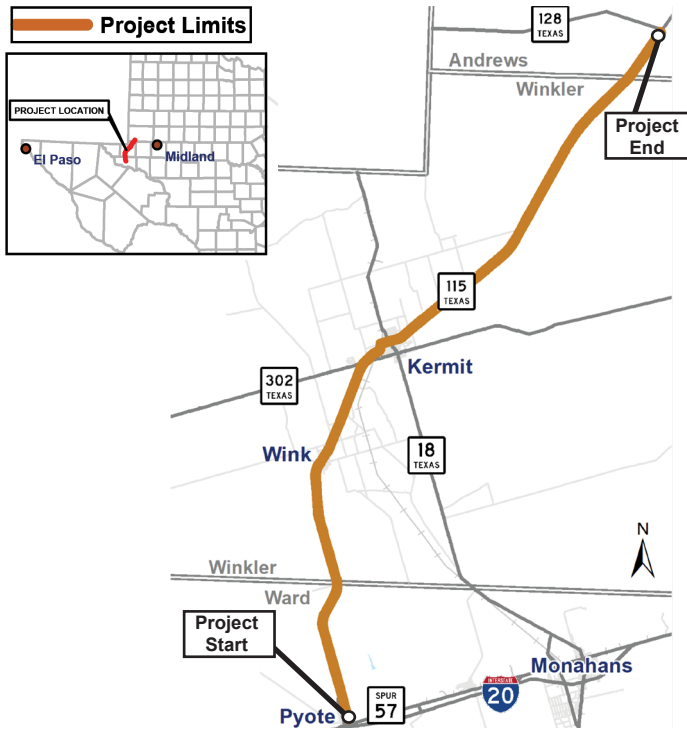 Project Limits
PROJECT LOCATION
El Paso
Midland
128
TEXAS
Andrews
Winkler
Project
End
115
TEXAS
Kermit
302
TEXAS
Wink
18
TEXAS
N
Winkler
Ward
Project
Start
Monahans
INTERSTATE
20
SPUR
57
Pyote